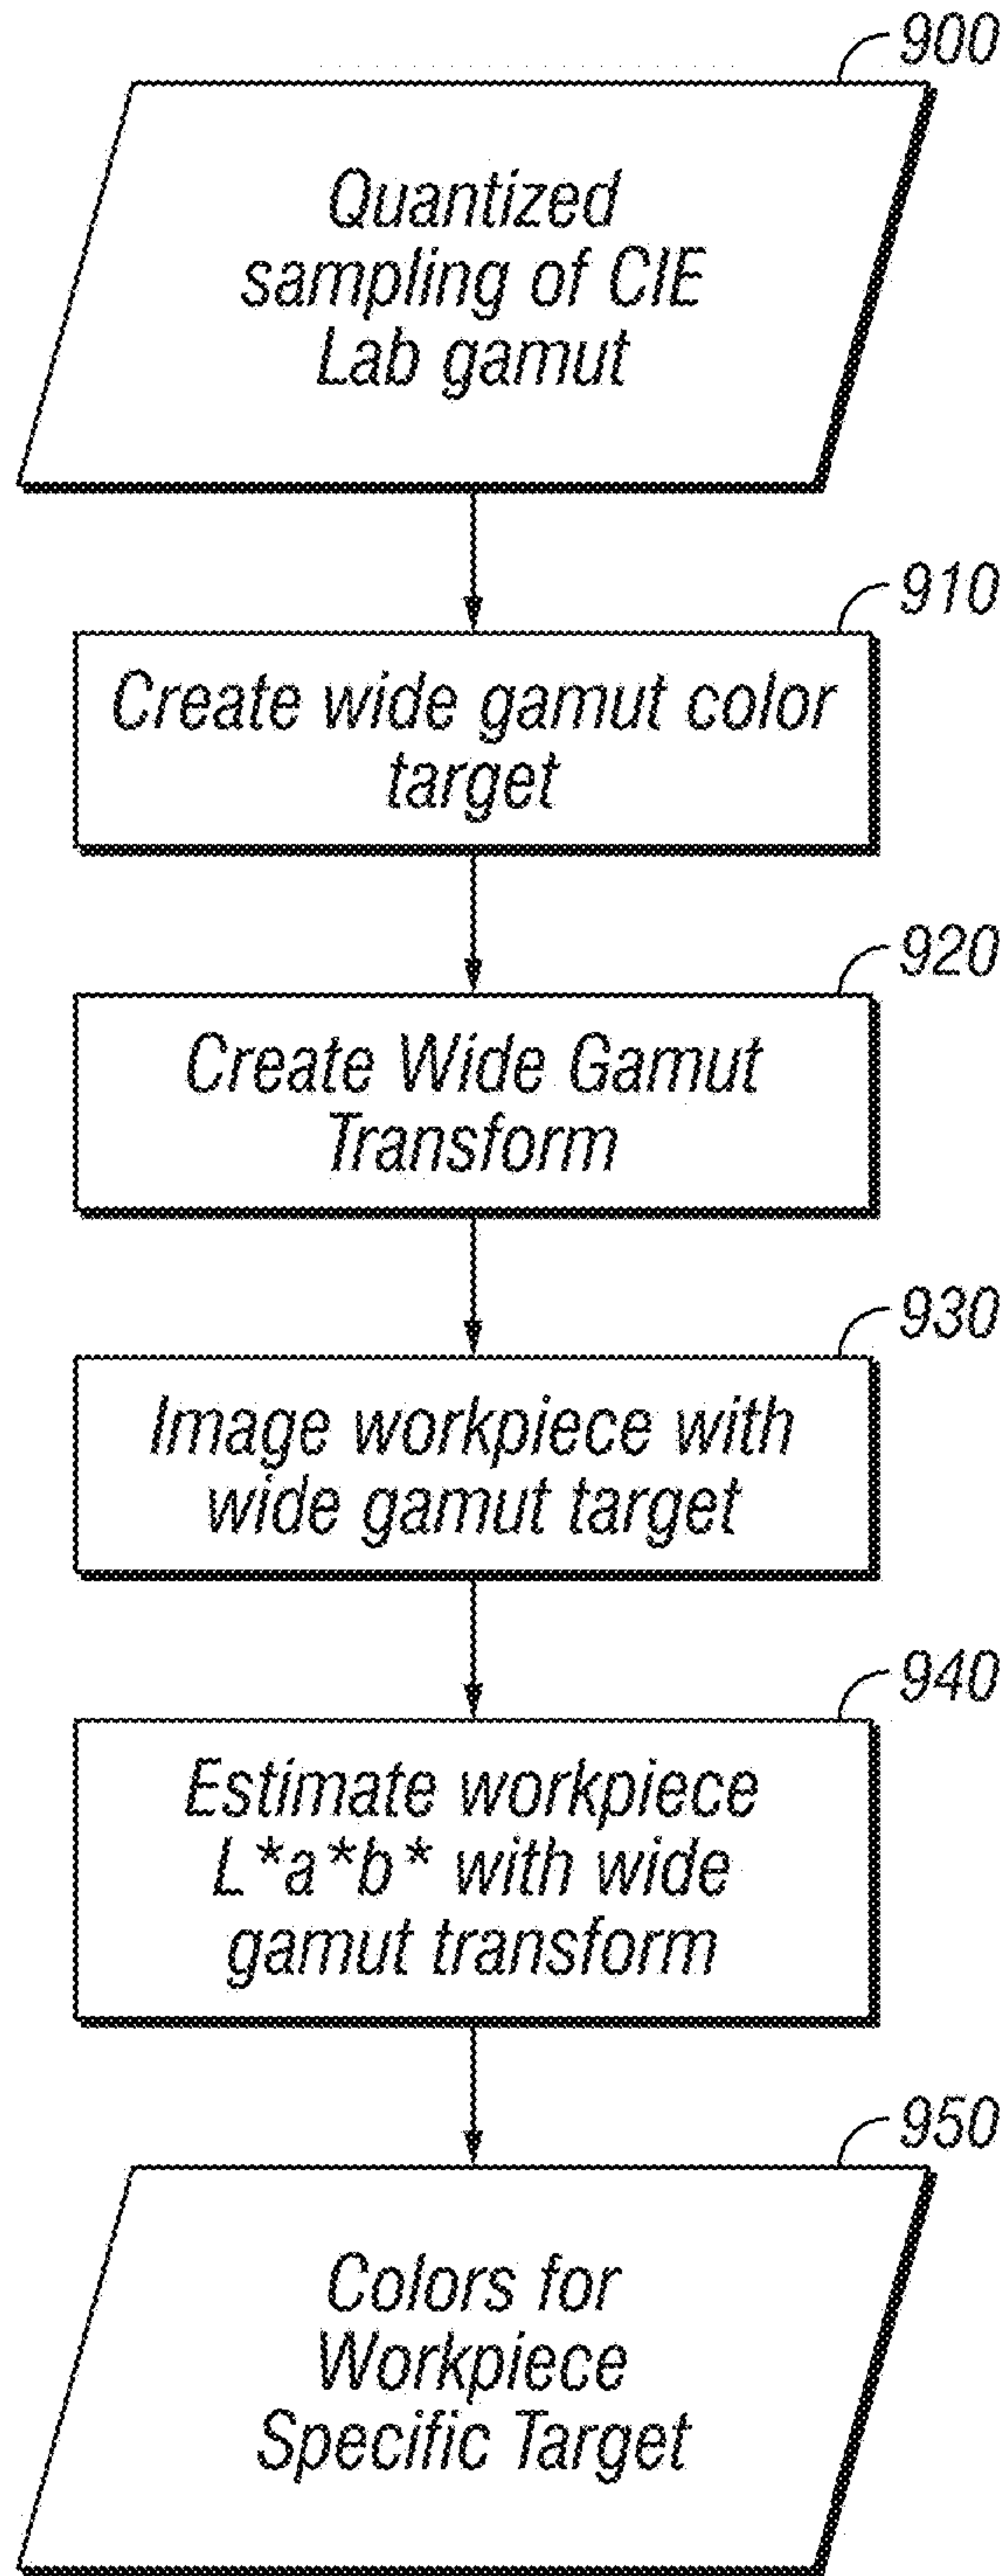 900
Quantized
sampling of CIE
Lab gamut
910
Create wide gamut color
target
920
Create Wide Gamut
Transform
930
Image workpiece with
wide gamut target
940
Estimate workpiece
L*a*b* with wide
gamut transform
950
Colors for
Workpiece
Specific Target